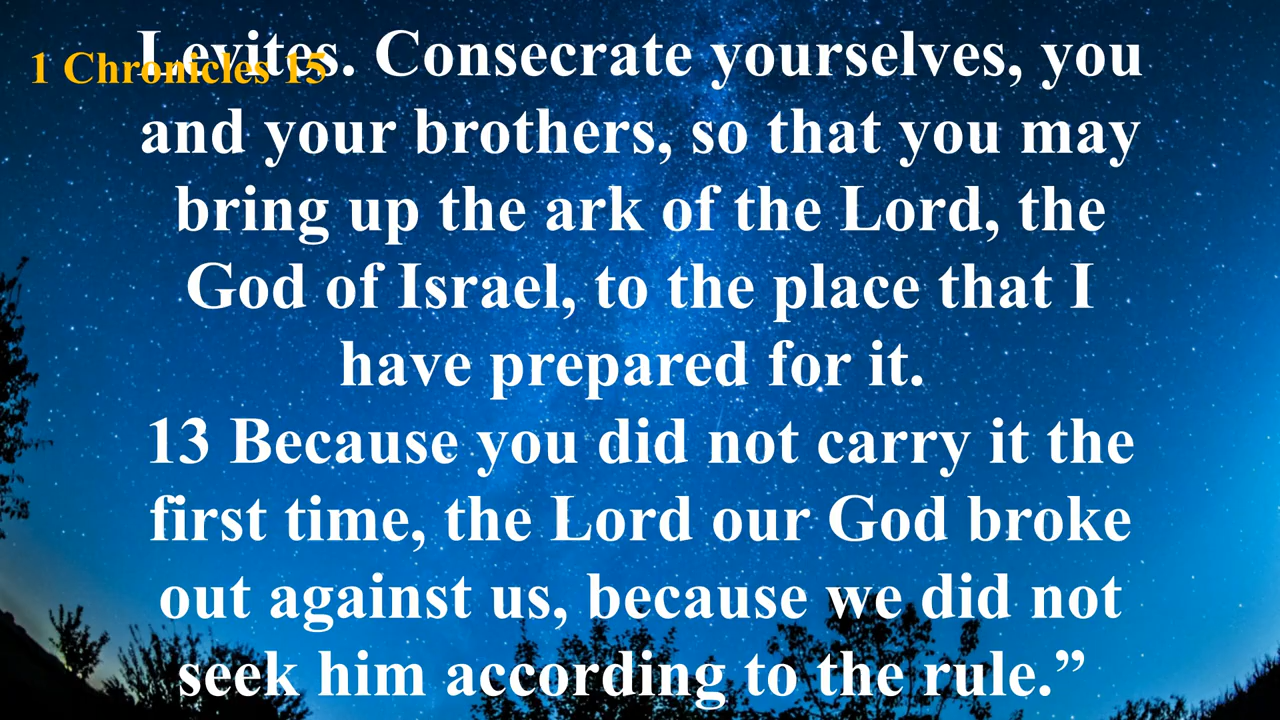 1 Chronicles 15
Levites. Consecrate yourselves, you
and your brothers, so that you may
bring up the ark of the Lord, the
God of Israel, to the place that I
have prepared for it.
13 Because you did not carry it the
first time, the Lord our God broke
out against us, because we did not
seek him according to the rule.”